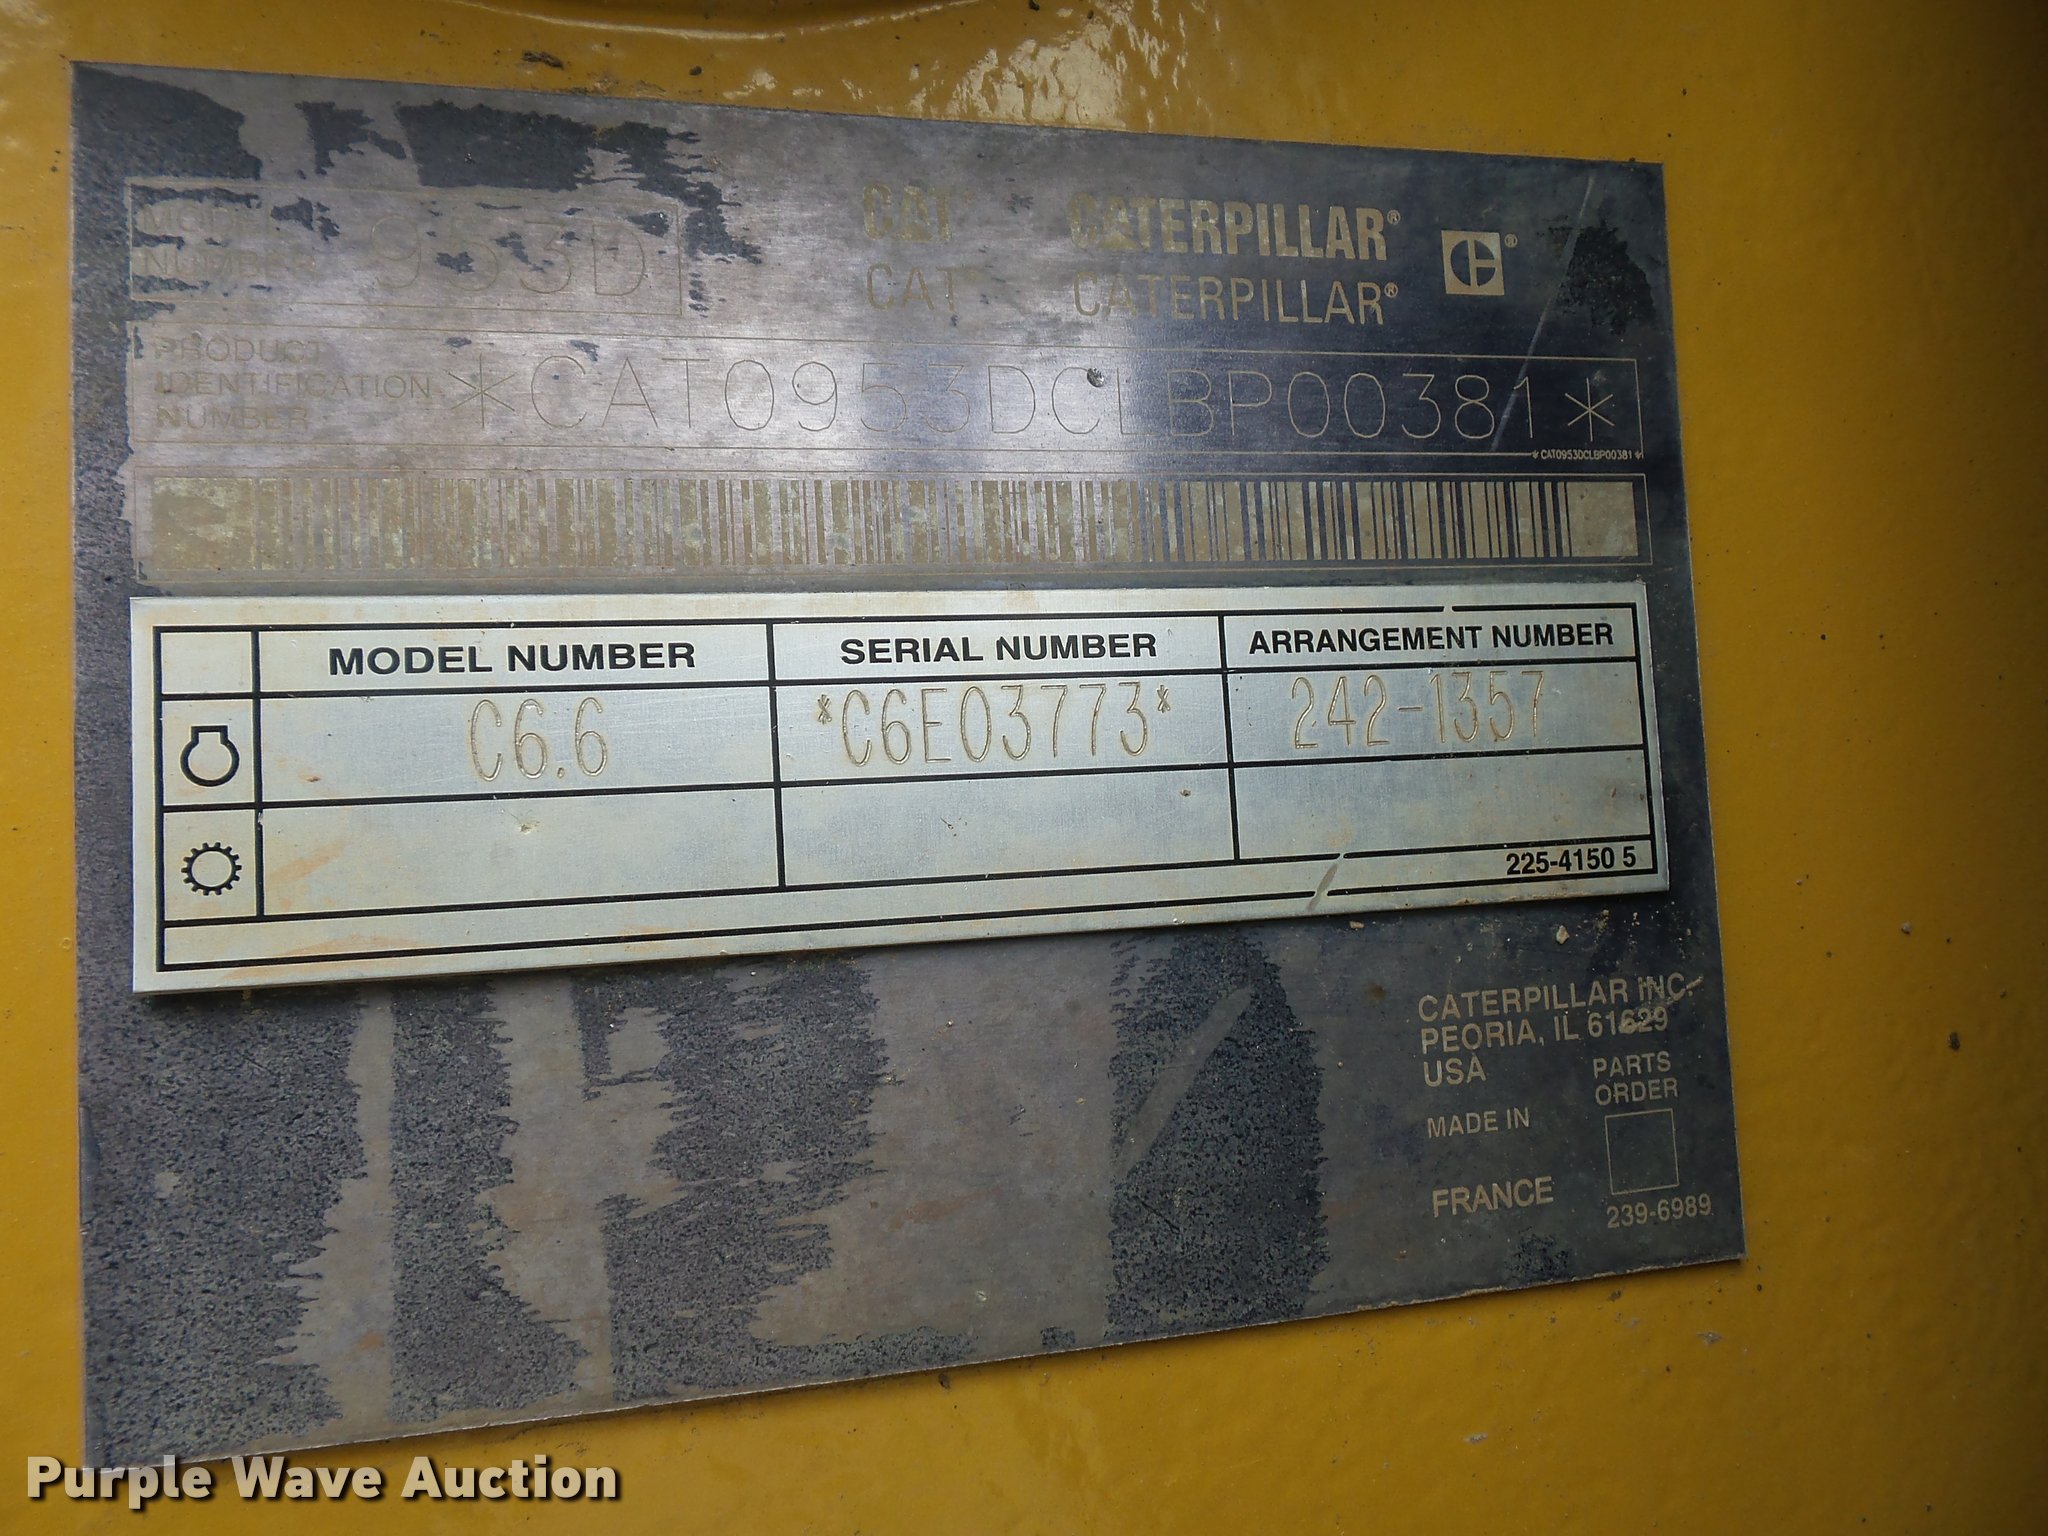 MODEL
NUMBER 953D
CAT® CATERPILLAR®
CAT® CATERPILLAR®
PRODUCT
IDENTIFICATION
NUMBER
*CAT0953DCLBP00381*
*CAT0953DCLBP00381*
MODEL NUMBER SERIAL NUMBER ARRANGEMENT NUMBER
C6.6 *C6E03773* 242-1357
225-4150 5
CATERPILLAR INC.
PEORIA, IL 61629
USA
PARTS
ORDER
MADE IN
FRANCE
239-6989
Purple Wave Auction